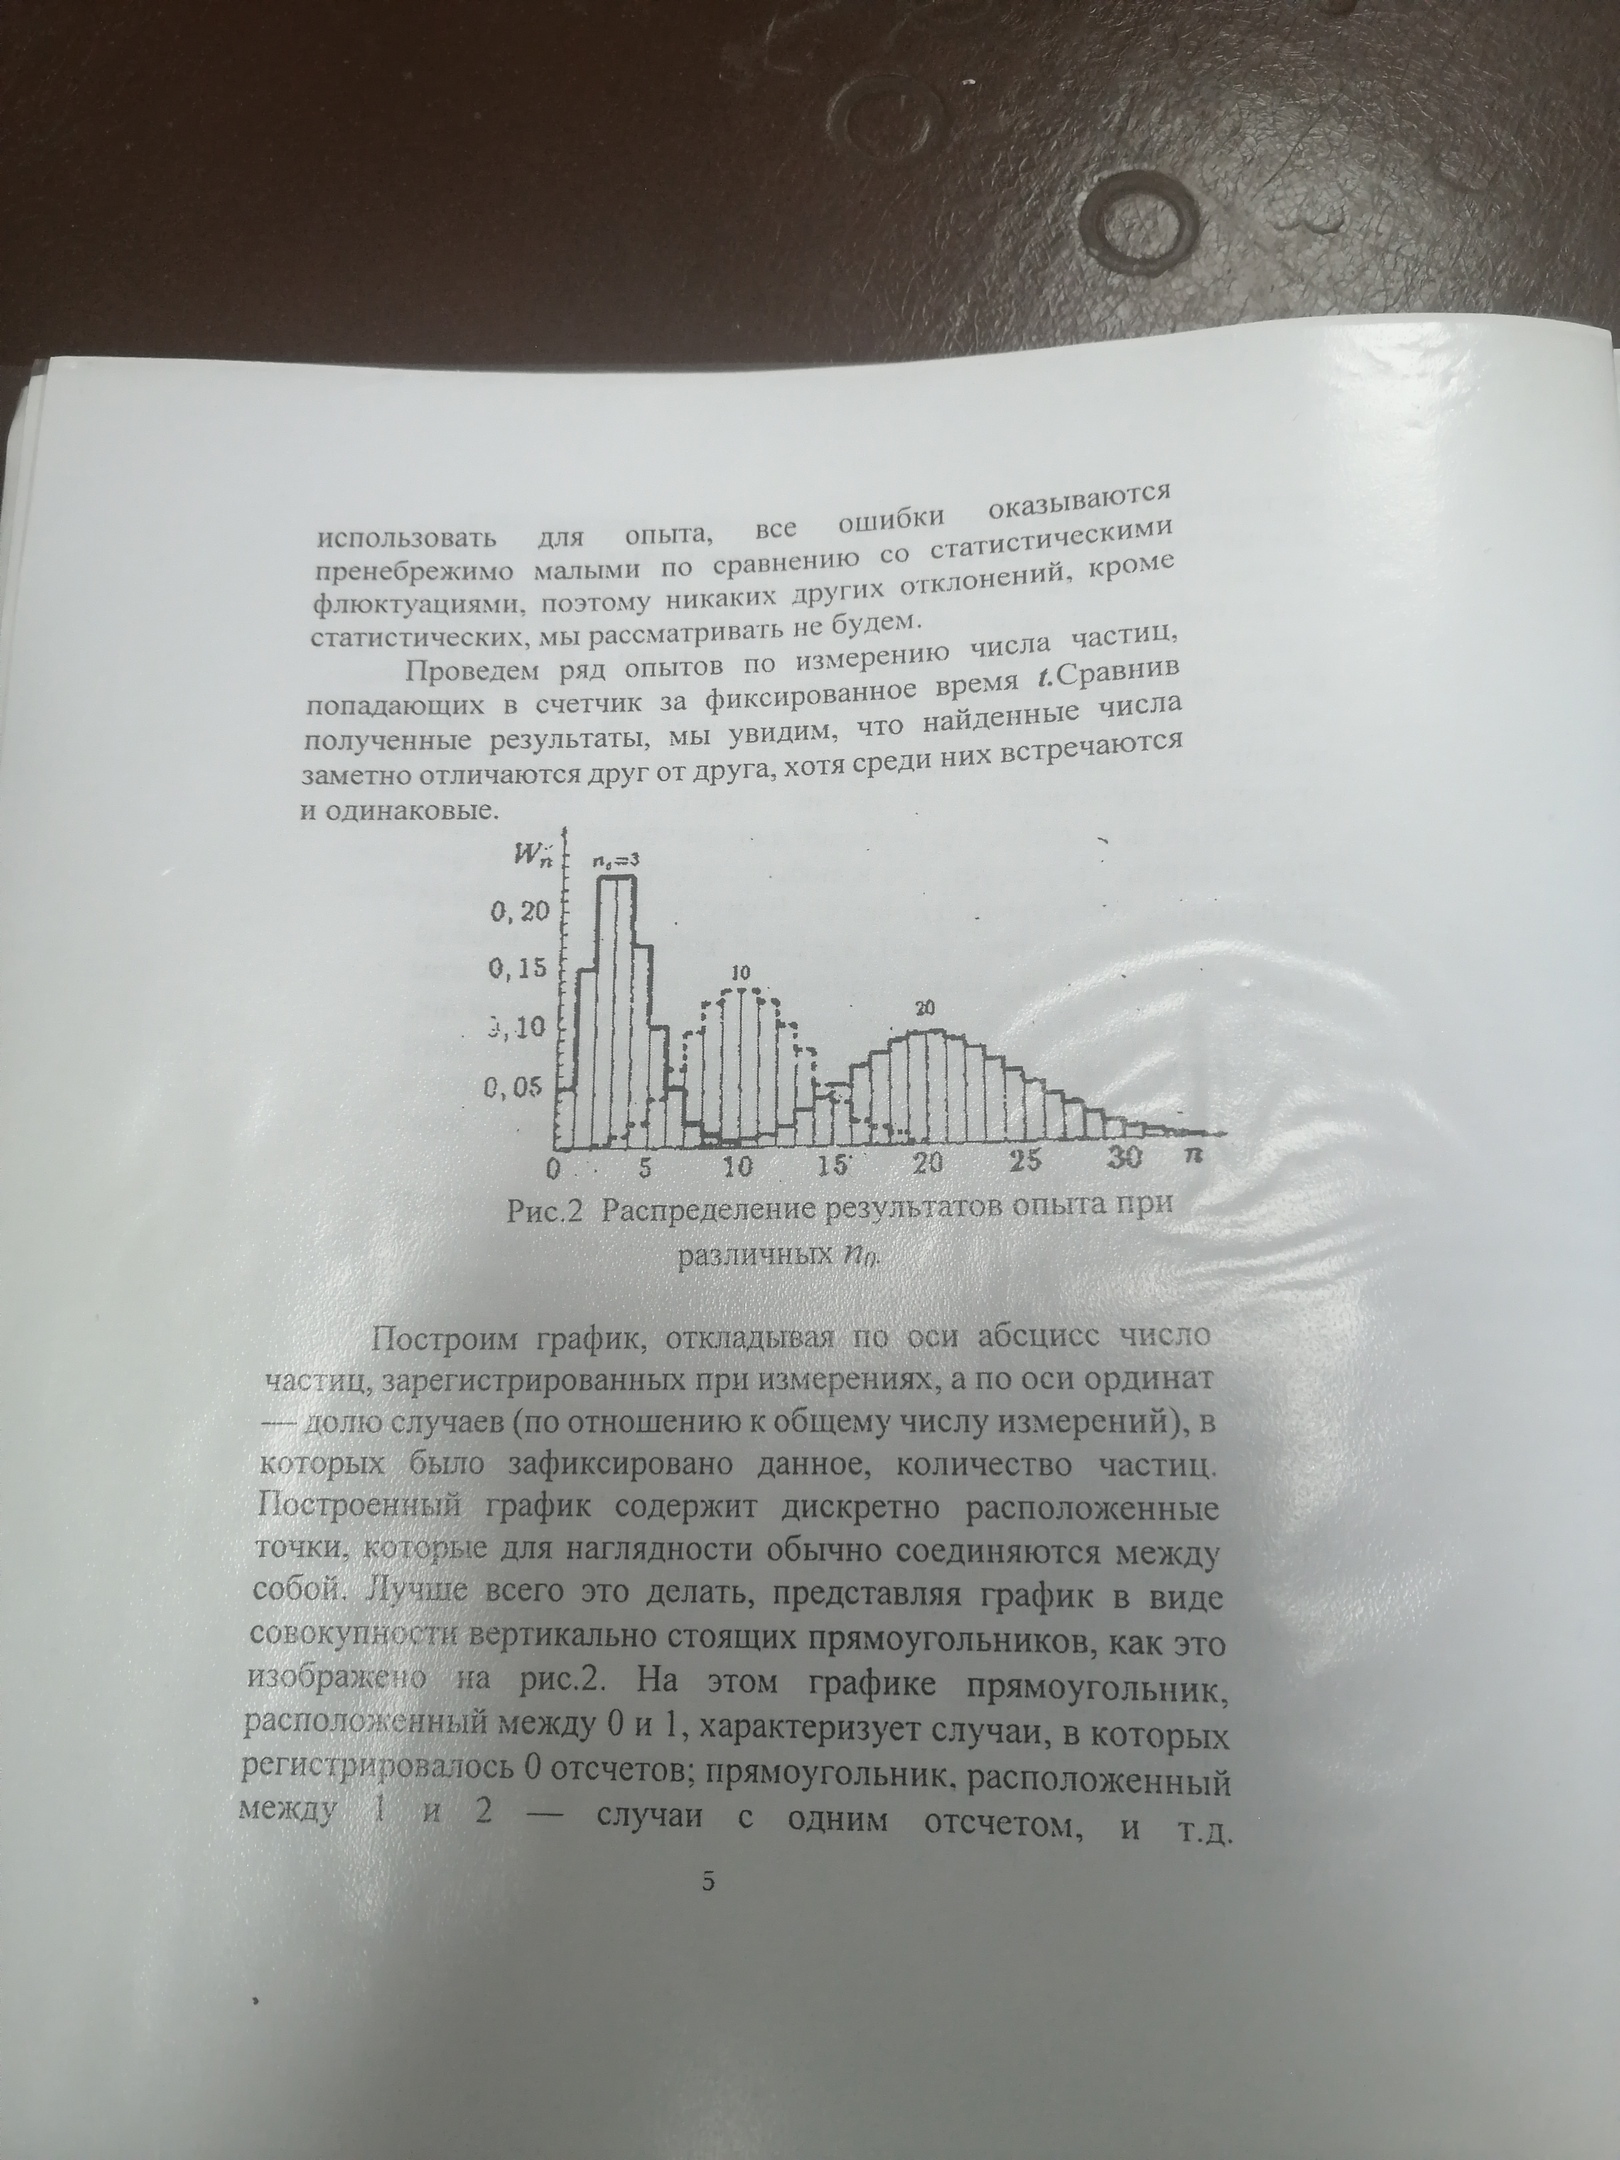 использовать для опыта, все ошибки оказываются
пренебрежимо малыми по сравнению со статистическими
флюктуациями, поэтому никаких других отклонений, кроме
статистических, мы рассматривать не будем.
Проведем ряд опытов по измерению числа частиц,
попадающих в счетчик за фиксированное время t.Сравнив
полученные результаты, мы увидим, что найденные числа
заметно отличаются друг от друга, хотя среди них встречаются
и одинаковые.
Wn n₀=3
0,20
0,15 10
20
,10
0,05
0 5 10 15 20 25 30 n
Рис.2 Распределение результатов опыта при
различных n₀.
Построим график, откладывая по оси абсцисс число
частиц, зарегистрированных при измерениях, а по оси ординат
— долю случаев (по отношению к общему числу измерений), в
которых было зафиксировано данное, количество частиц.
Построенный график содержит дискретно расположенные
точки, которые для наглядности обычно соединяются между
собой. Лучше всего это делать, представляя график в виде
совокупности вертикально стоящих прямоугольников, как это
изображено на рис.2. На этом графике прямоугольник,
расположенный между 0 и 1, характеризует случаи, в которых
регистрировалось 0 отсчетов; прямоугольник, расположенный
между 1 и 2 — случаи с одним отсчетом, и т.д.
5